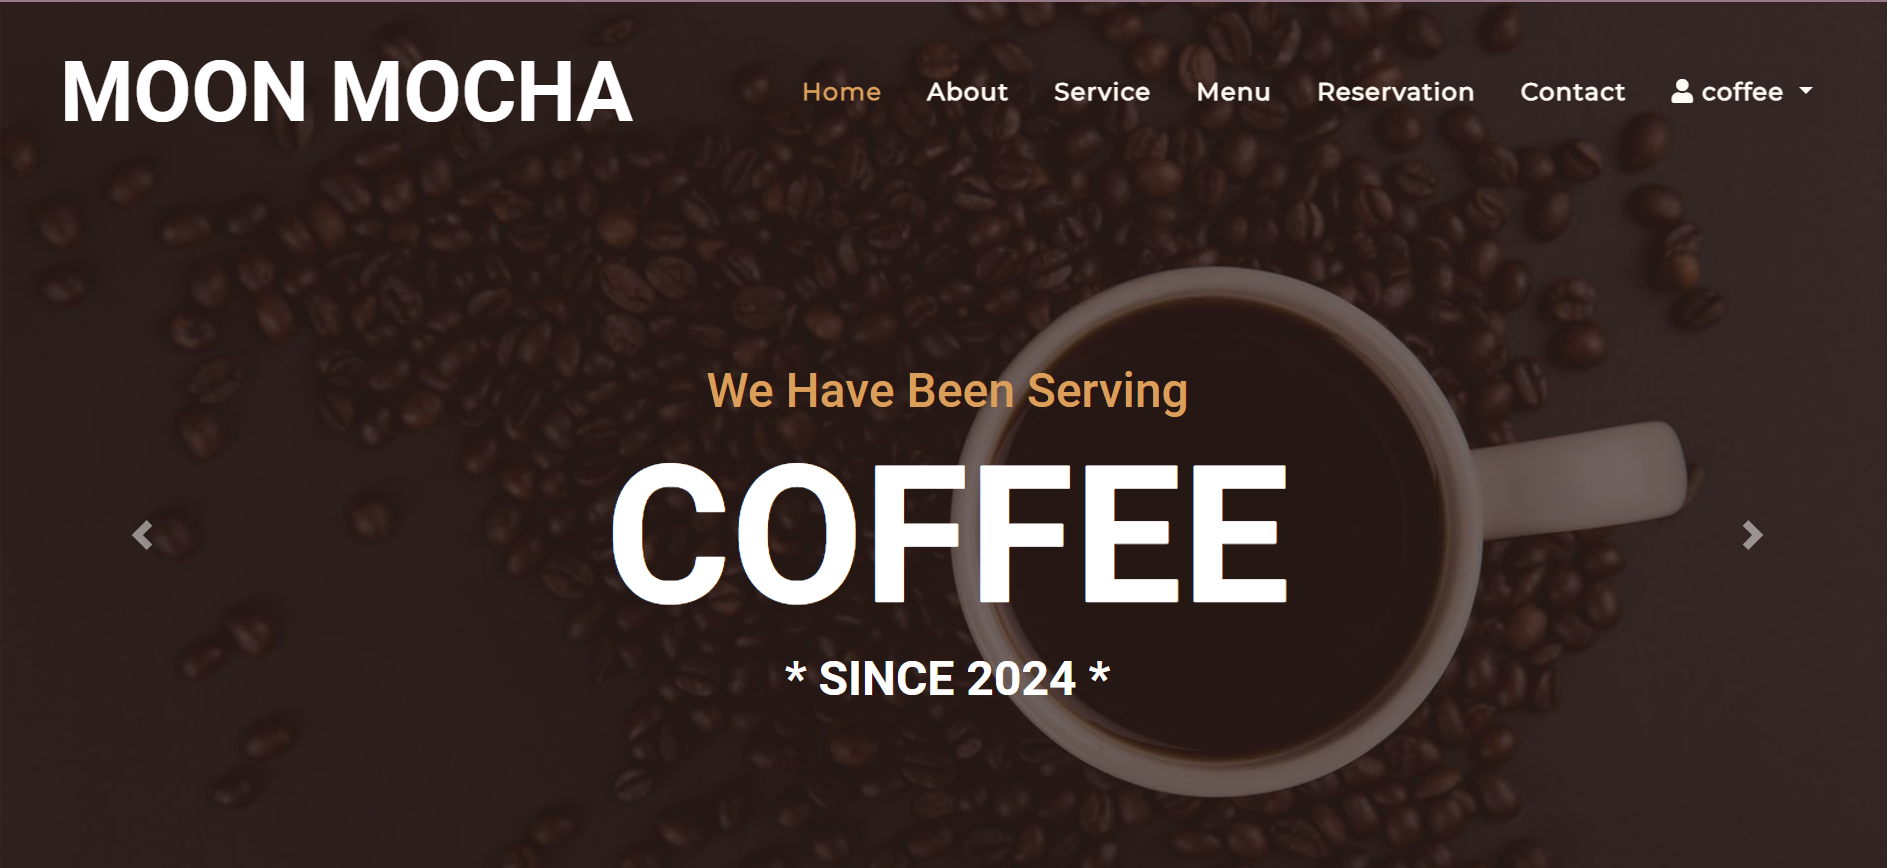 MOON MOCHA
Home About Service Menu Reservation Contact coffee
We Have Been Serving
COFFEE
* SINCE 2024 *